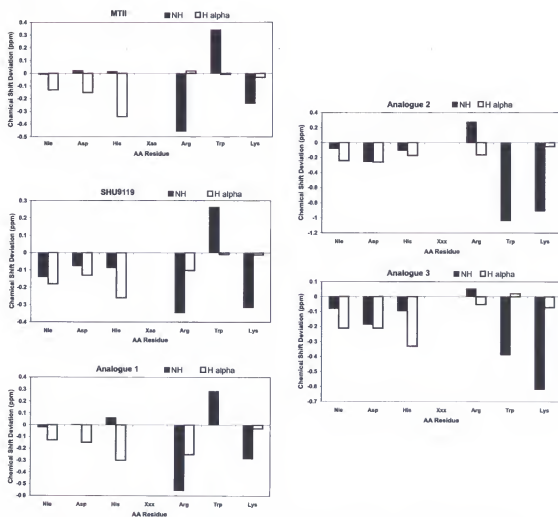 MTII
NH
H alpha
Chemical Shift Deviation (ppm)
0.4
0.3
0.2
0.1
0
-0.1
-0.2
-0.3
-0.4
-0.5
Nle
Asp
His
Xaa
Arg
Trp
Lys
AA Residue
SHU9119
NH
H alpha
Chemical Shift Deviation (ppm)
0.3
0.2
0.1
0
-0.1
-0.2
-0.3
-0.4
Nle
Asp
His
Xaa
Arg
Trp
Lys
AA Residue
Analogue 1
NH
H alpha
Chemical Shift Deviation (ppm)
0.4
0.3
0.2
0.1
0
-0.1
-0.2
-0.3
-0.4
-0.5
-0.6
Nle
Asp
His
Xxx
Arg
Trp
Lys
AA Residue
Analogue 2
NH
H alpha
Chemical Shift Deviation (ppm)
0.4
0.2
0
-0.2
-0.4
-0.6
-0.8
-1
-1.2
Nle
Asp
His
Xxx
Arg
Trp
Lys
AA Residue
Analogue 3
NH
H alpha
Chemical Shift Deviation (ppm)
0.1
0
-0.1
-0.2
-0.3
-0.4
-0.5
-0.6
-0.7
Nle
Asp
His
Xxx
Arg
Trp
Lys
AA Residue